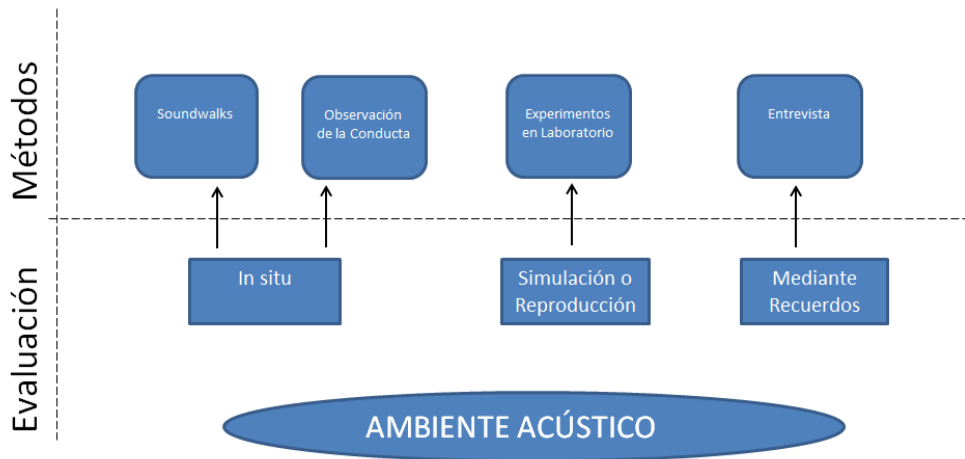 Métodos
Soundwalks
Observación
de la Conducta
Experimentos
en Laboratorio
Entrevista
Evaluación
In situ
Simulación o
Reproducción
Mediante
Recuerdos
AMBIENTE ACÚSTICO